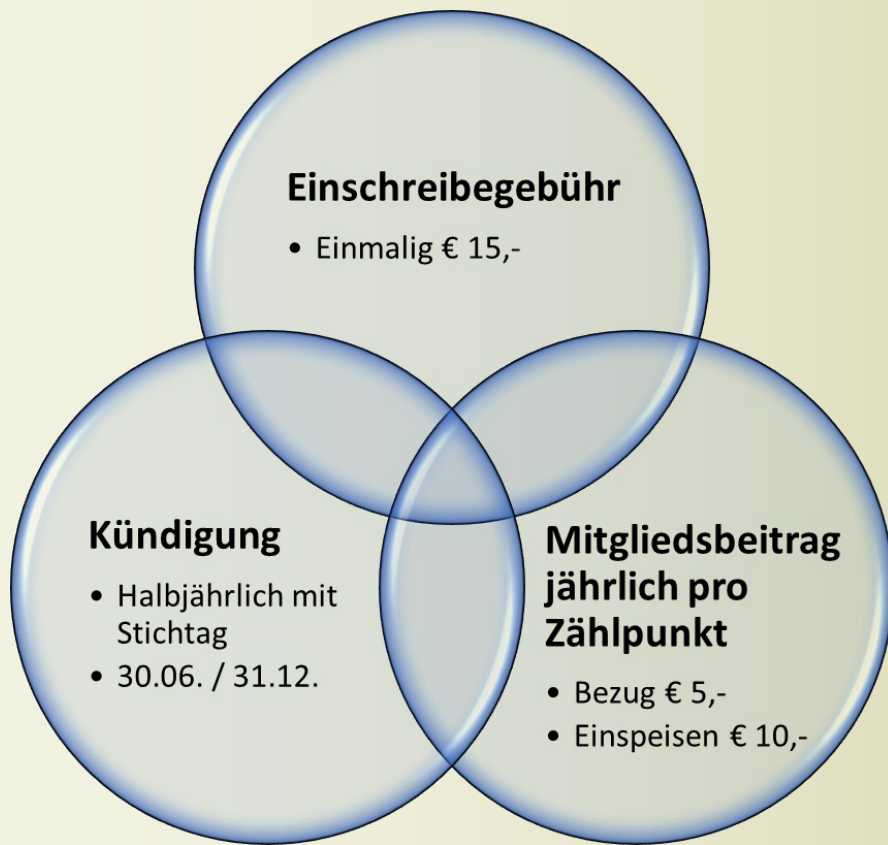 Einschreibegebühr
• Einmalig € 15,-
Kündigung
• Halbjährlich mit
Stichtag
• 30.06. / 31.12.
Mitgliedsbeitrag
jährlich pro
Zählpunkt
• Bezug € 5,-
• Einspeisen € 10,-